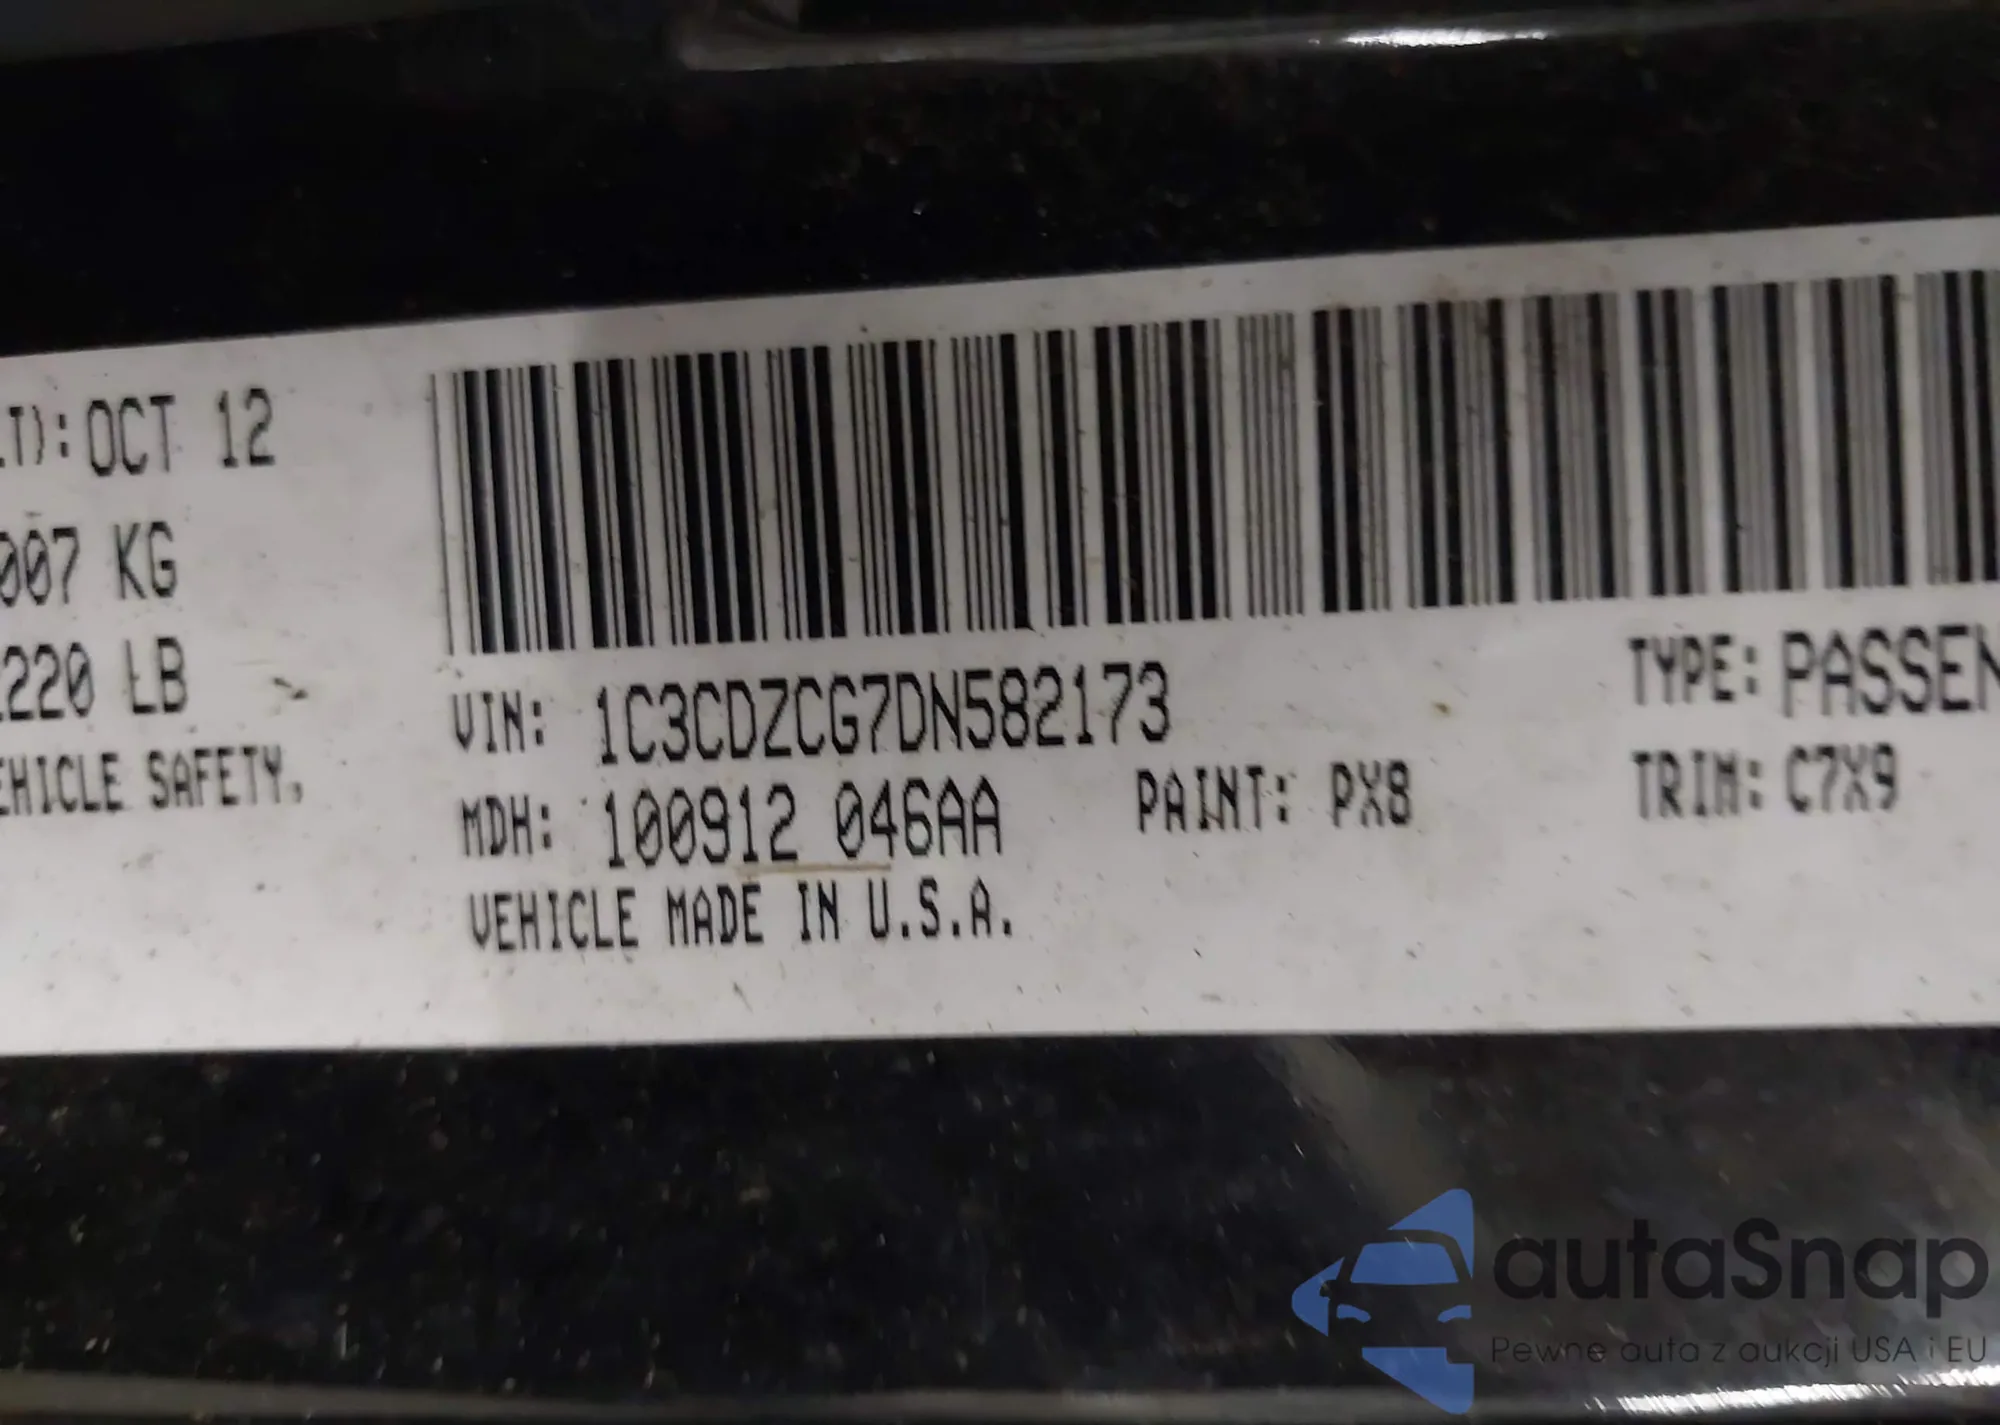 LT): OCT 12
007 KG
220 LB
EHICLE SAFETY,
VIN: 1C3CDZCG7DN582173
MDH: 100912 046AA
VEHICLE MADE IN U.S.A.
PAINT: PX8
TYPE: PASSEN
TRIM: C7X9
autaSnap
Pewne auta z aukcji USA i EU